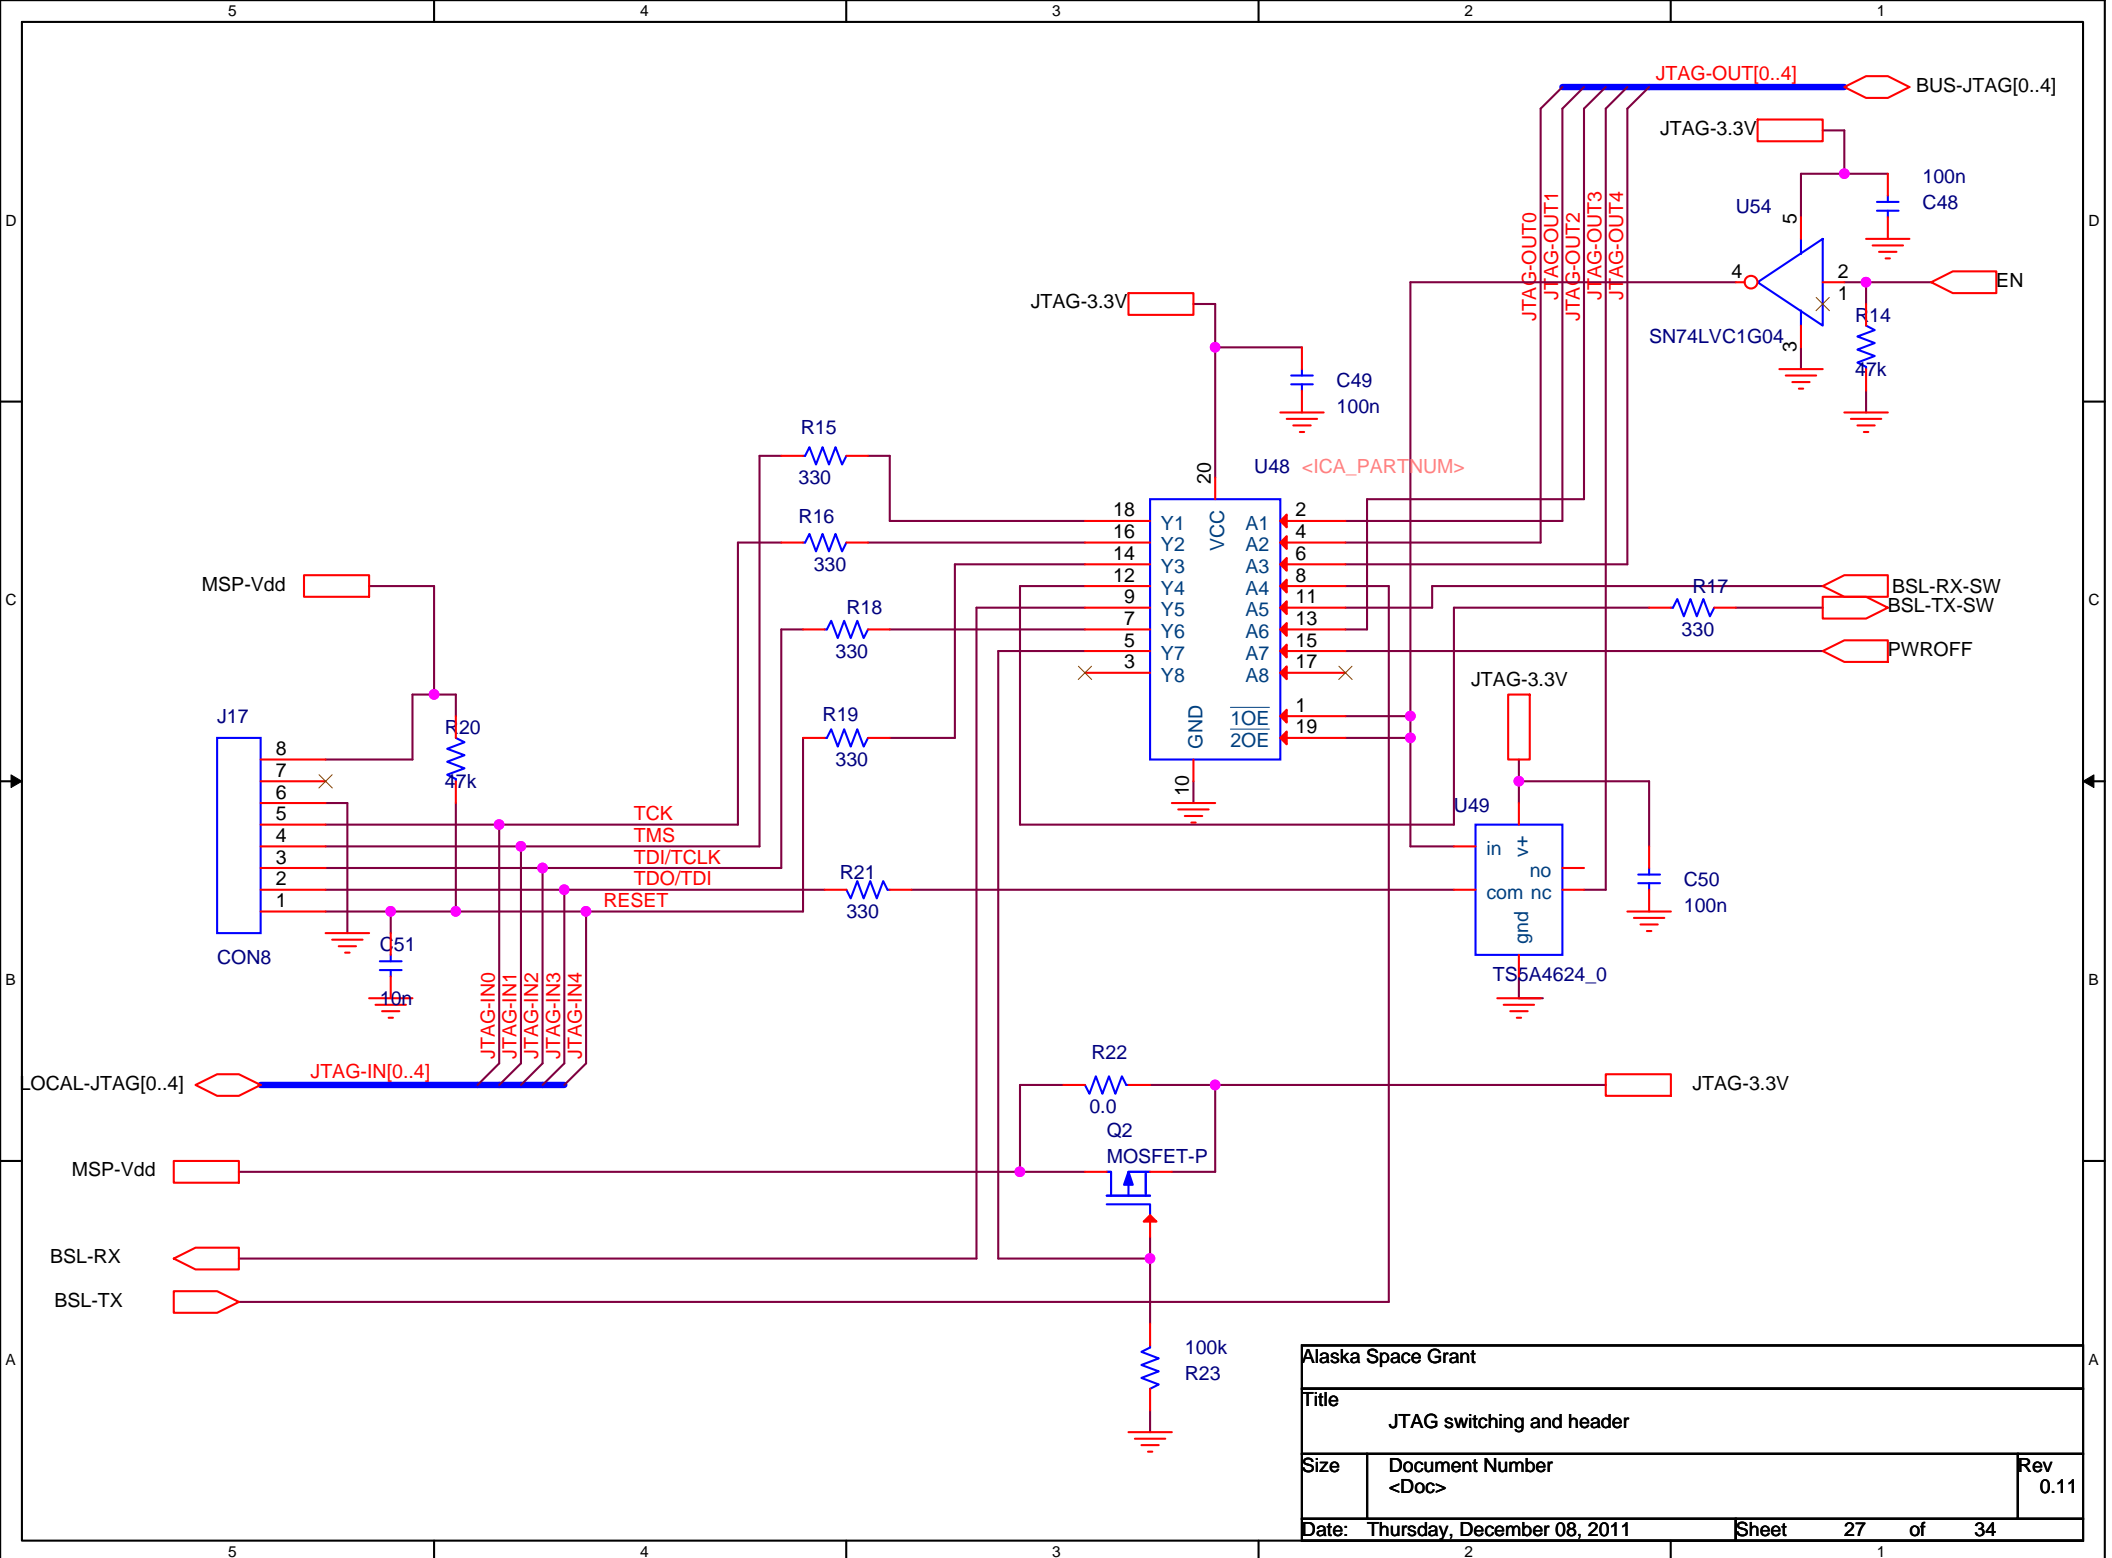 5 4 3 2 1
D
C
B
A
D
C
B
A
JTAG-OUT[0..4]
BUS-JTAG[0..4]
JTAG-3.3V
100n
C48
U54
5
4
2
1
3
EN
R14
47k
SN74LVC1G04
JTAG-OUT0
JTAG-OUT1
JTAG-OUT2
JTAG-OUT3
JTAG-OUT4
JTAG-3.3V
C49
100n
R15
330
R16
330
R18
330
R19
330
U48 <ICA_PARTNUM>
20
VCC
18 Y1 A1 2
16 Y2 A2 4
14 Y3 A3 6
12 Y4 A4 8
9 Y5 A5 11
7 Y6 A6 13
5 Y7 A7 15
3 Y8 A8 17
1OE 1
2OE 19
GND
10
R17
330
BSL-RX-SW
BSL-TX-SW
PWROFF
MSP-Vdd
J17
8
7
6
5
4
3
2
1
CON8
R20
47k
TCK
TMS
TDI/TCLK
TDO/TDI
RESET
C51
10n
R21
330
JTAG-3.3V
U49
in
v+
no
com nc
gnd
TS5A4624_0
C50
100n
JTAG-IN0
JTAG-IN1
JTAG-IN2
JTAG-IN3
JTAG-IN4
LOCAL-JTAG[0..4]
JTAG-IN[0..4]
R22
0.0
Q2
MOSFET-P
JTAG-3.3V
MSP-Vdd
BSL-RX
BSL-TX
100k
R23
Alaska Space Grant
Title
JTAG switching and header
Size
Document Number
<Doc>
Rev
0.11
Date: Thursday, December 08, 2011
Sheet 27 of 34
5 4 3 2 1